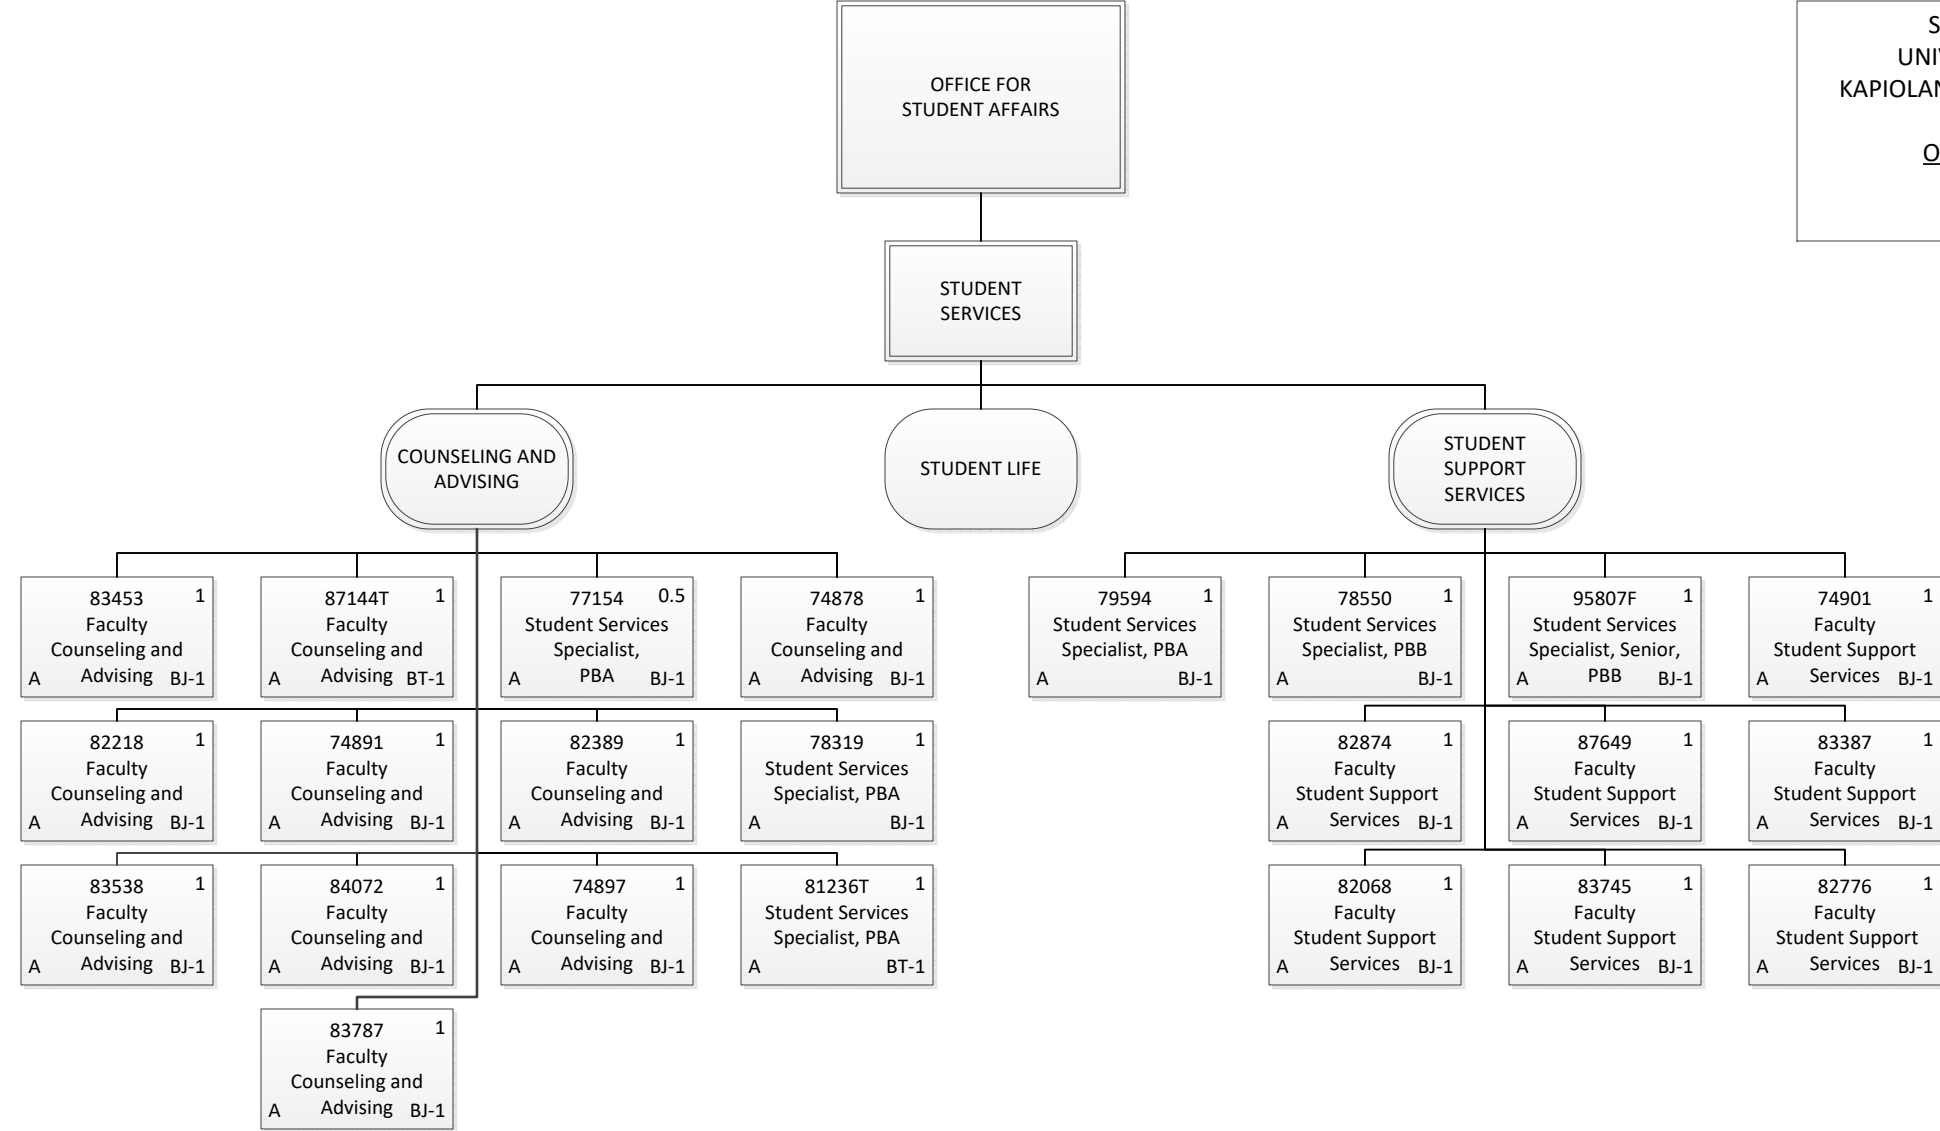 OFFICE FOR
STUDENT AFFAIRS
S
UNI
KAPIOLAN
O
STUDENT
SERVICES
COUNSELING AND
ADVISING
STUDENT LIFE
STUDENT
SUPPORT
SERVICES
83453 1
Faculty
Counseling and
A Advising BJ-1
87144T 1
Faculty
Counseling and
A Advising BT-1
77154 0.5
Student Services
Specialist,
A PBA BJ-1
74878 1
Faculty
Counseling and
A Advising BJ-1
79594 1
Student Services
Specialist, PBA
A BJ-1
78550 1
Student Services
Specialist, PBB
A BJ-1
95807F 1
Student Services
Specialist, Senior,
A PBB BJ-1
74901 1
Faculty
Student Support
A Services BJ-1
82218 1
Faculty
Counseling and
A Advising BJ-1
74891 1
Faculty
Counseling and
A Advising BJ-1
82389 1
Faculty
Counseling and
A Advising BJ-1
78319 1
Student Services
Specialist, PBA
A BJ-1
82874 1
Faculty
Student Support
A Services BJ-1
87649 1
Faculty
Student Support
A Services BJ-1
83387 1
Faculty
Student Support
A Services BJ-1
83538 1
Faculty
Counseling and
A Advising BJ-1
84072 1
Faculty
Counseling and
A Advising BJ-1
74897 1
Faculty
Counseling and
A Advising BJ-1
81236T 1
Student Services
Specialist, PBA
A BT-1
82068 1
Faculty
Student Support
A Services BJ-1
83745 1
Faculty
Student Support
A Services BJ-1
82776 1
Faculty
Student Support
A Services BJ-1
83787 1
Faculty
Counseling and
A Advising BJ-1